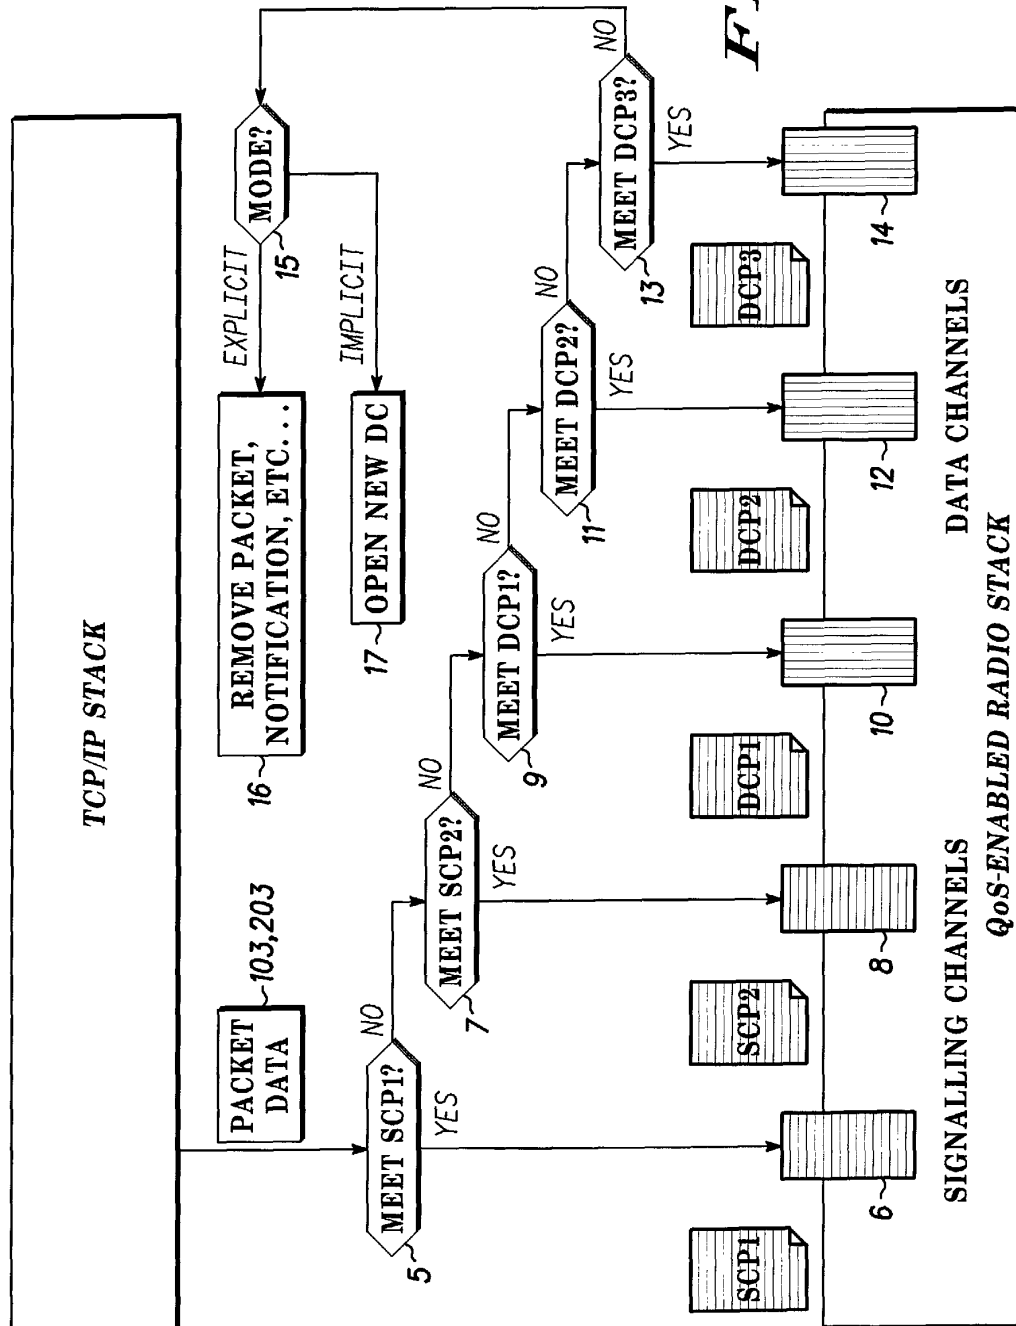 TCP/IP STACK
PACKET
DATA
103,203
REMOVE PACKET,
NOTIFICATION, ETC...
16
EXPLICIT
MODE?
15
IMPLICIT
OPEN NEW DC
17
MEET SCP1?
5
NO
YES
MEET SCP2?
7
NO
YES
MEET DCP1?
9
NO
YES
MEET DCP2?
11
NO
YES
MEET DCP3?
13
NO
YES
SCP1
SCP2
DCP1
DCP2
DCP3
6
8
10
12
14
SIGNALLING CHANNELS
DATA CHANNELS
QoS-ENABLED RADIO STACK